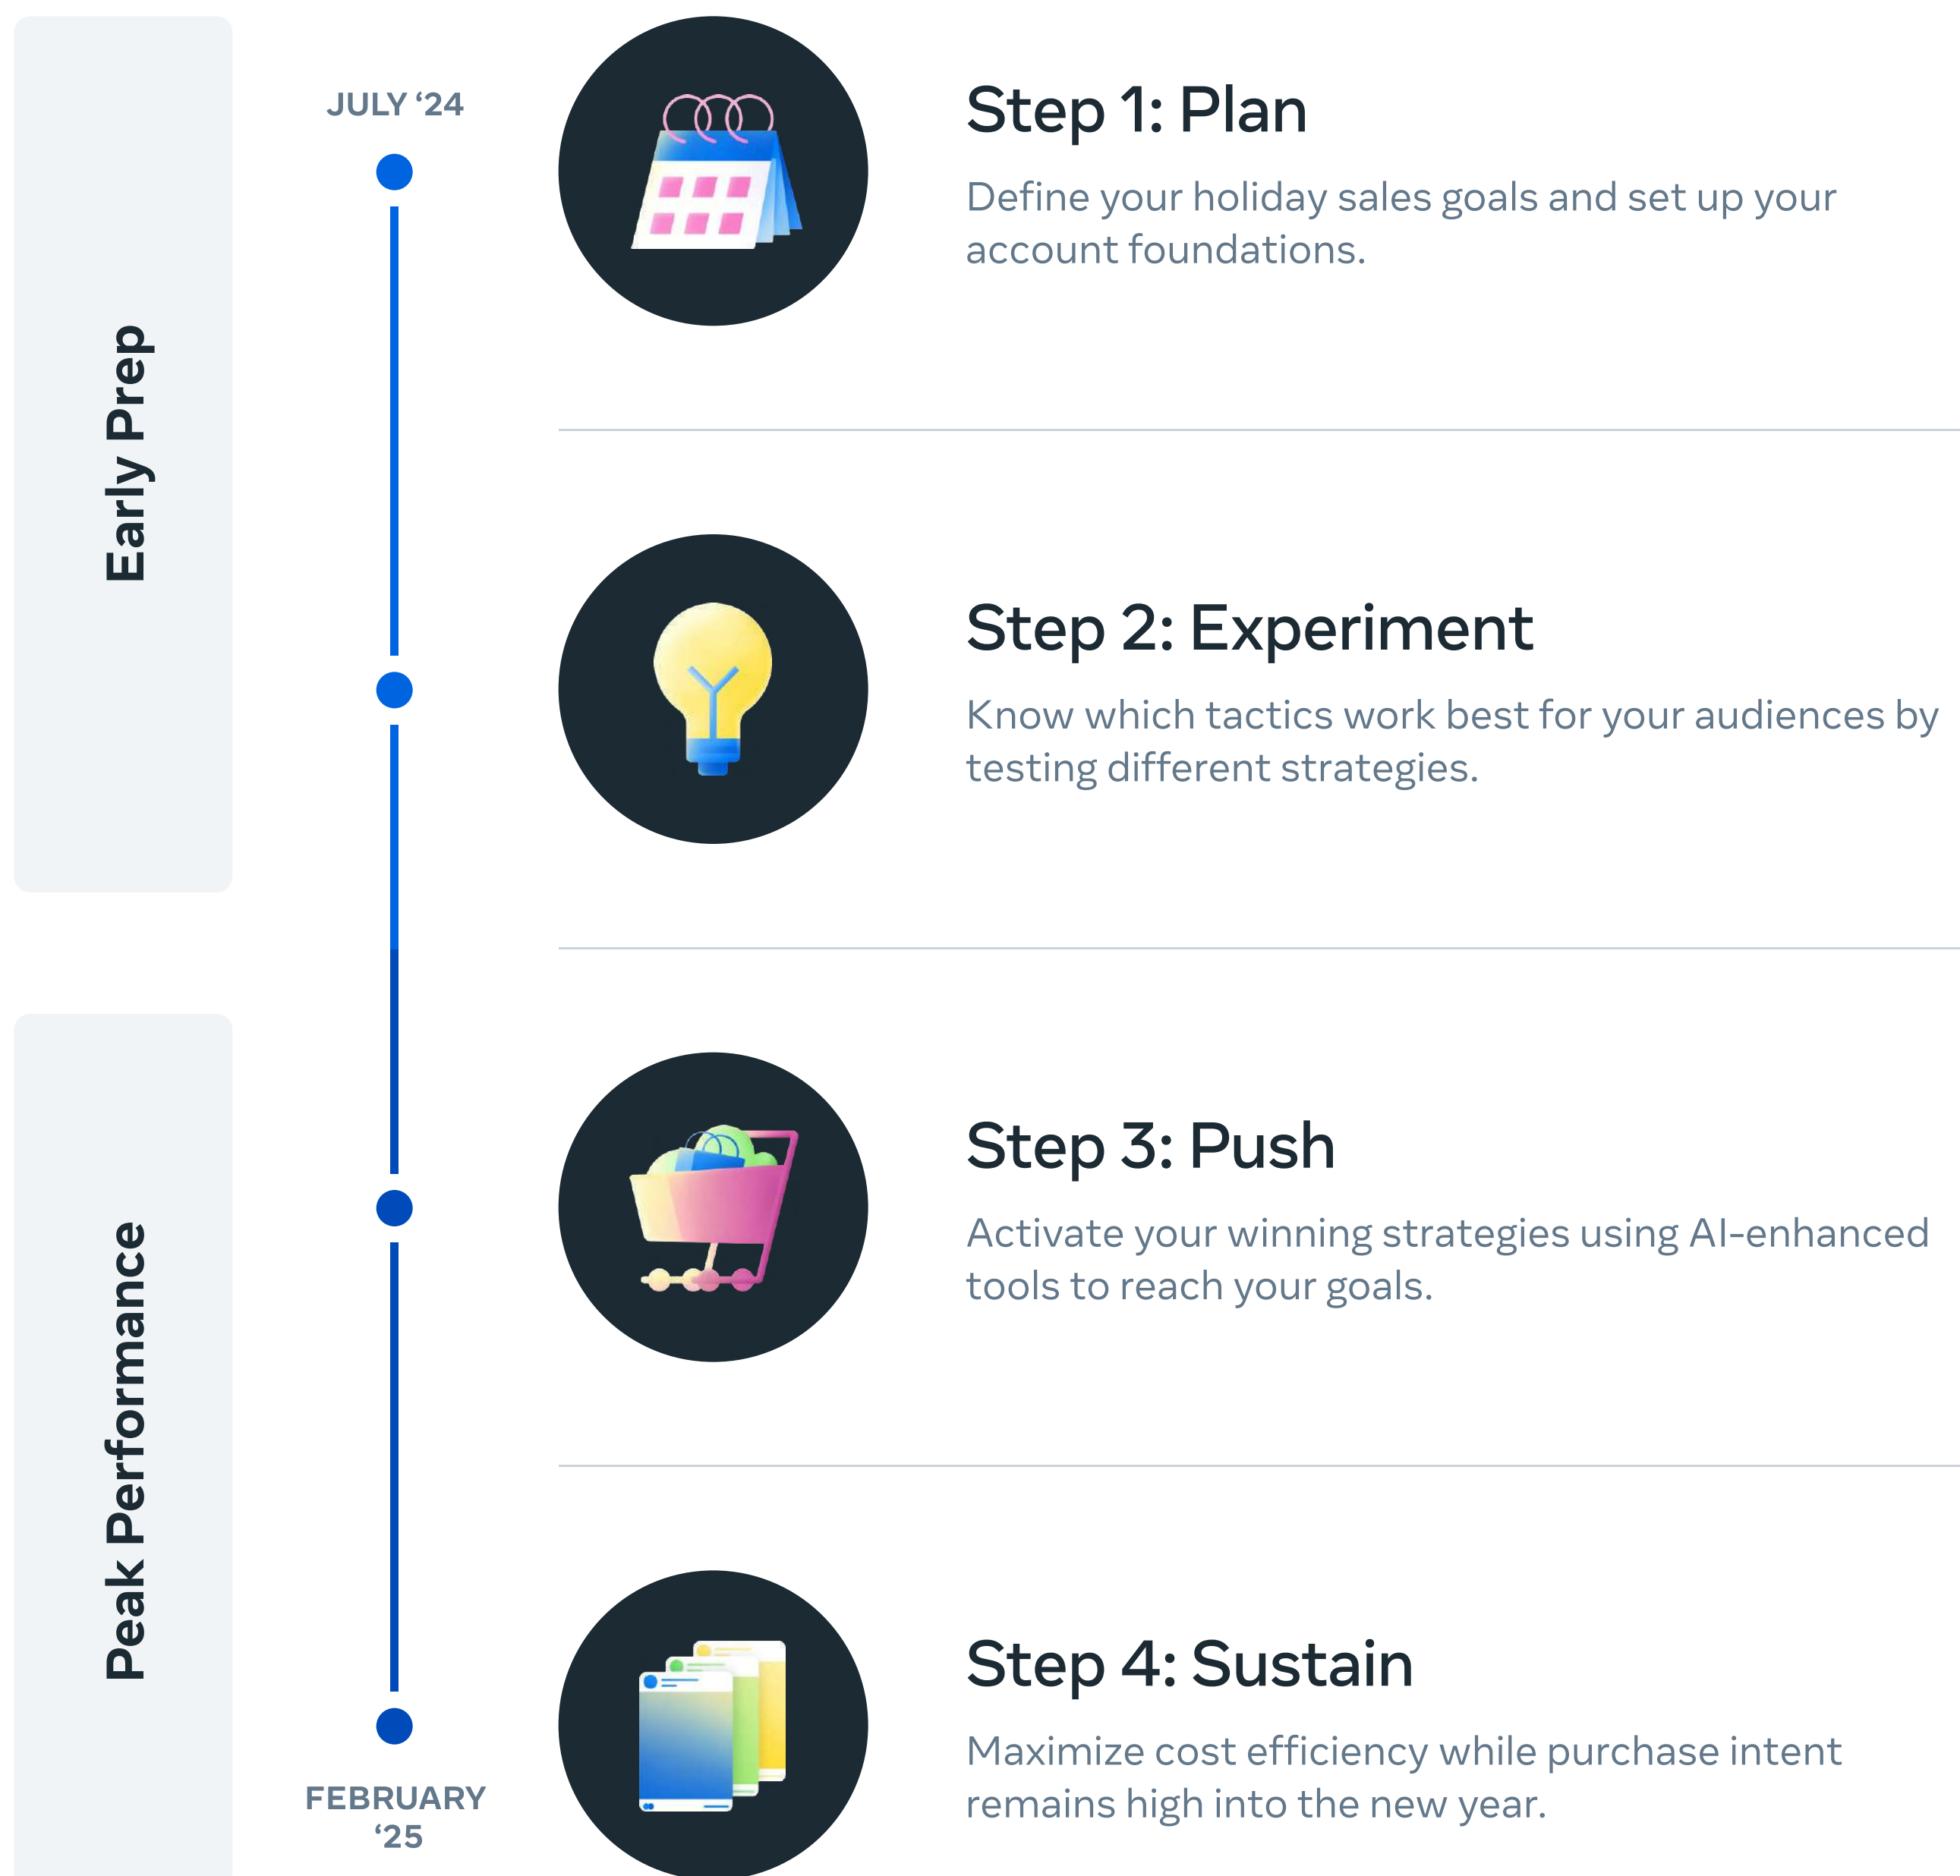 Early Prep
JULY ‘24
Step 1: Plan
Define your holiday sales goals and set up your
account foundations.
Step 2: Experiment
Know which tactics work best for your audiences by
testing different strategies.
Peak Performance
Step 3: Push
Activate your winning strategies using AI-enhanced
tools to reach your goals.
Step 4: Sustain
Maximize cost efficiency while purchase intent
remains high into the new year.
FEBRUARY
‘25